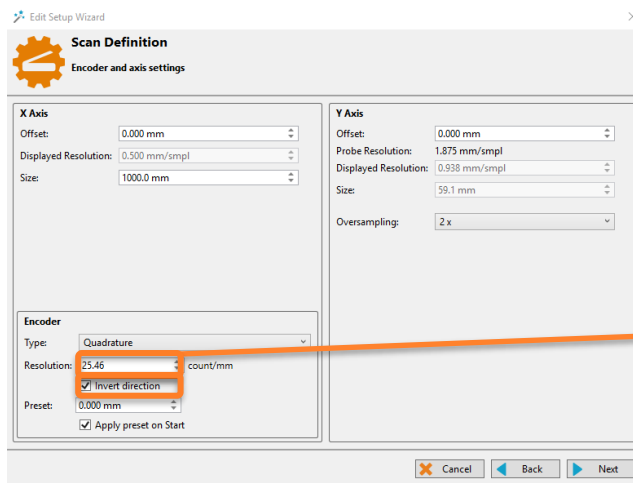 Edit Setup Wizard
Scan Definition
Encoder and axis settings
X Axis
Offset: 0.000 mm
Displayed Resolution: 0.500 mm/smpl
Size: 1000.0 mm
Encoder
Type: Quadrature
Resolution: 25.46 count/mm
Invert direction
Preset: 0.000 mm
Apply preset on Start
Y Axis
Offset: 0.000 mm
Probe Resolution: 1.875 mm/smpl
Displayed Resolution: 0.938 mm/smpl
Size: 59.1 mm
Oversampling: 2 x
Cancel Back Next